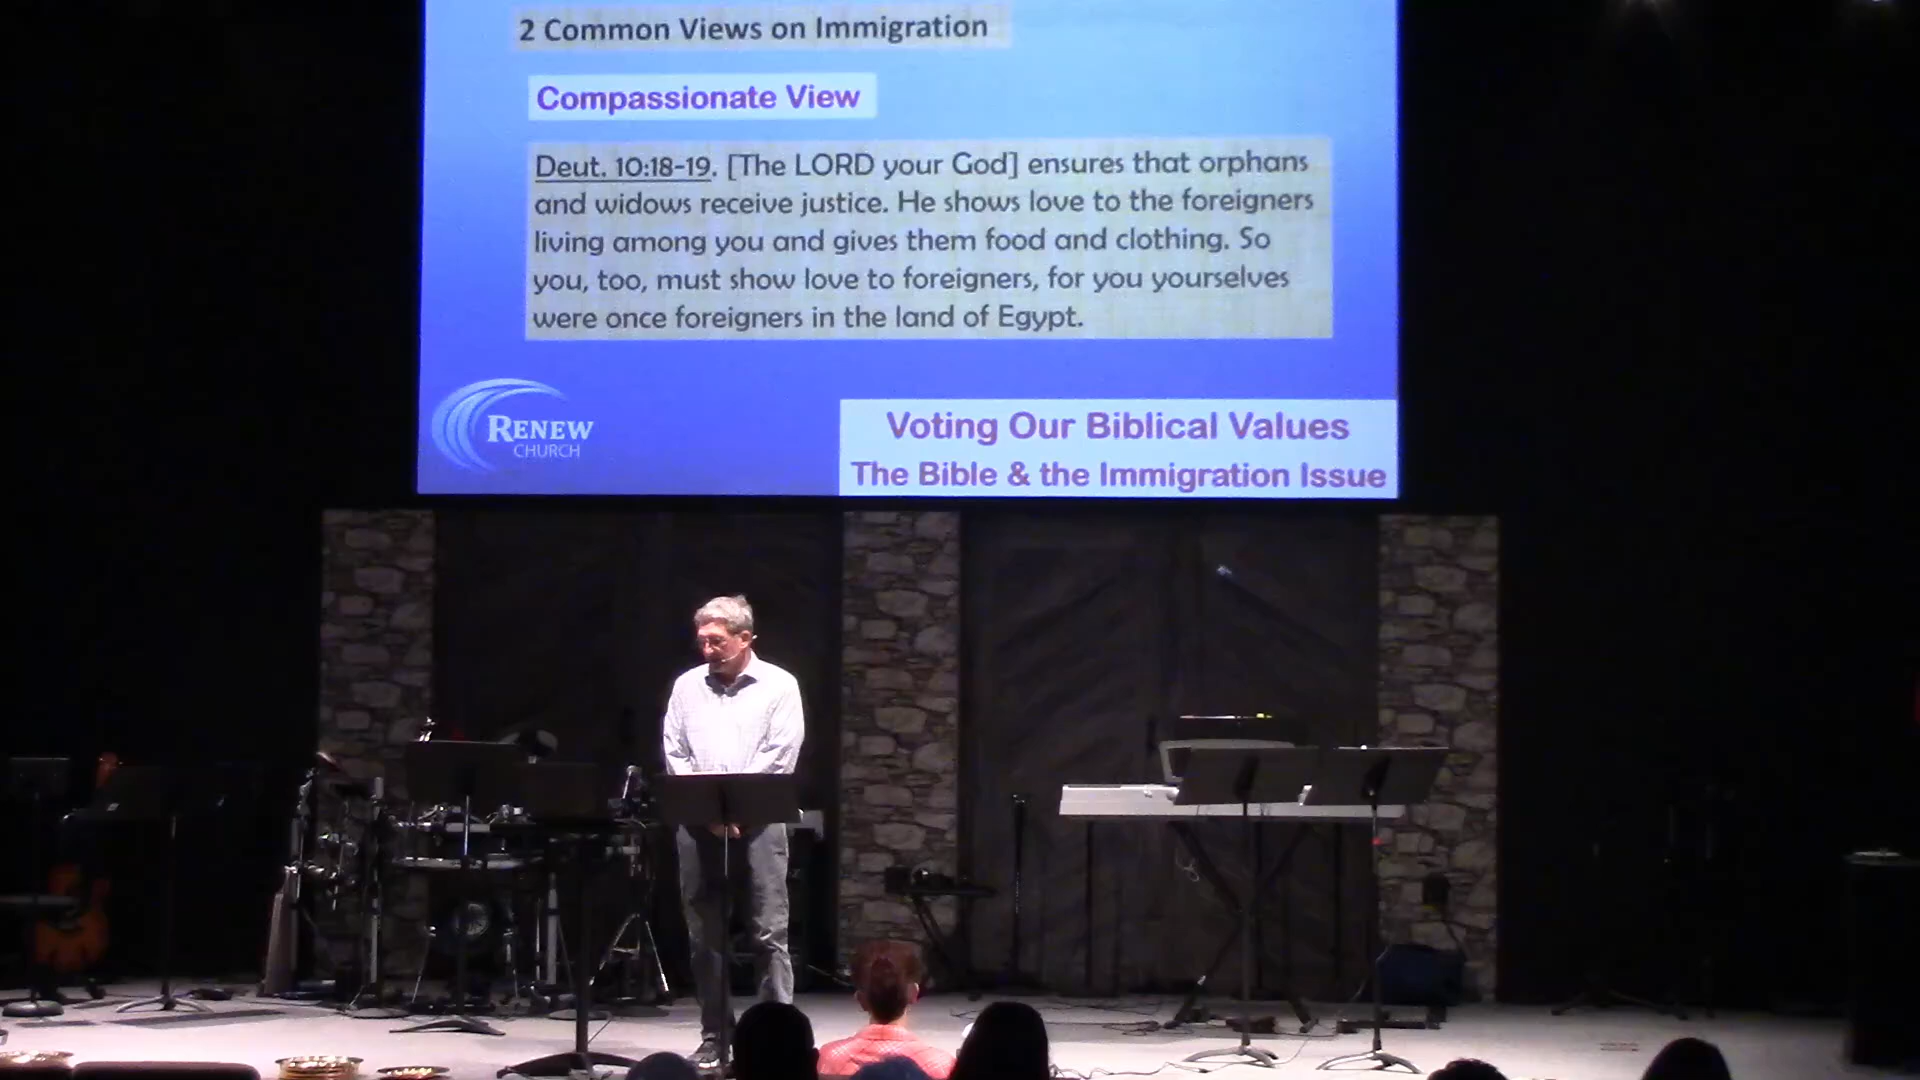 2 Common Views on Immigration
Compassionate View
Deut. 10:18-19. [The LORD your God] ensures that orphans
and widows receive justice. He shows love to the foreigners
living among you and gives them food and clothing. So
you, too, must show love to foreigners, for you yourselves
were once foreigners in the land of Egypt.
RENEW
CHURCH
Voting Our Biblical Values
The Bible & the Immigration Issue